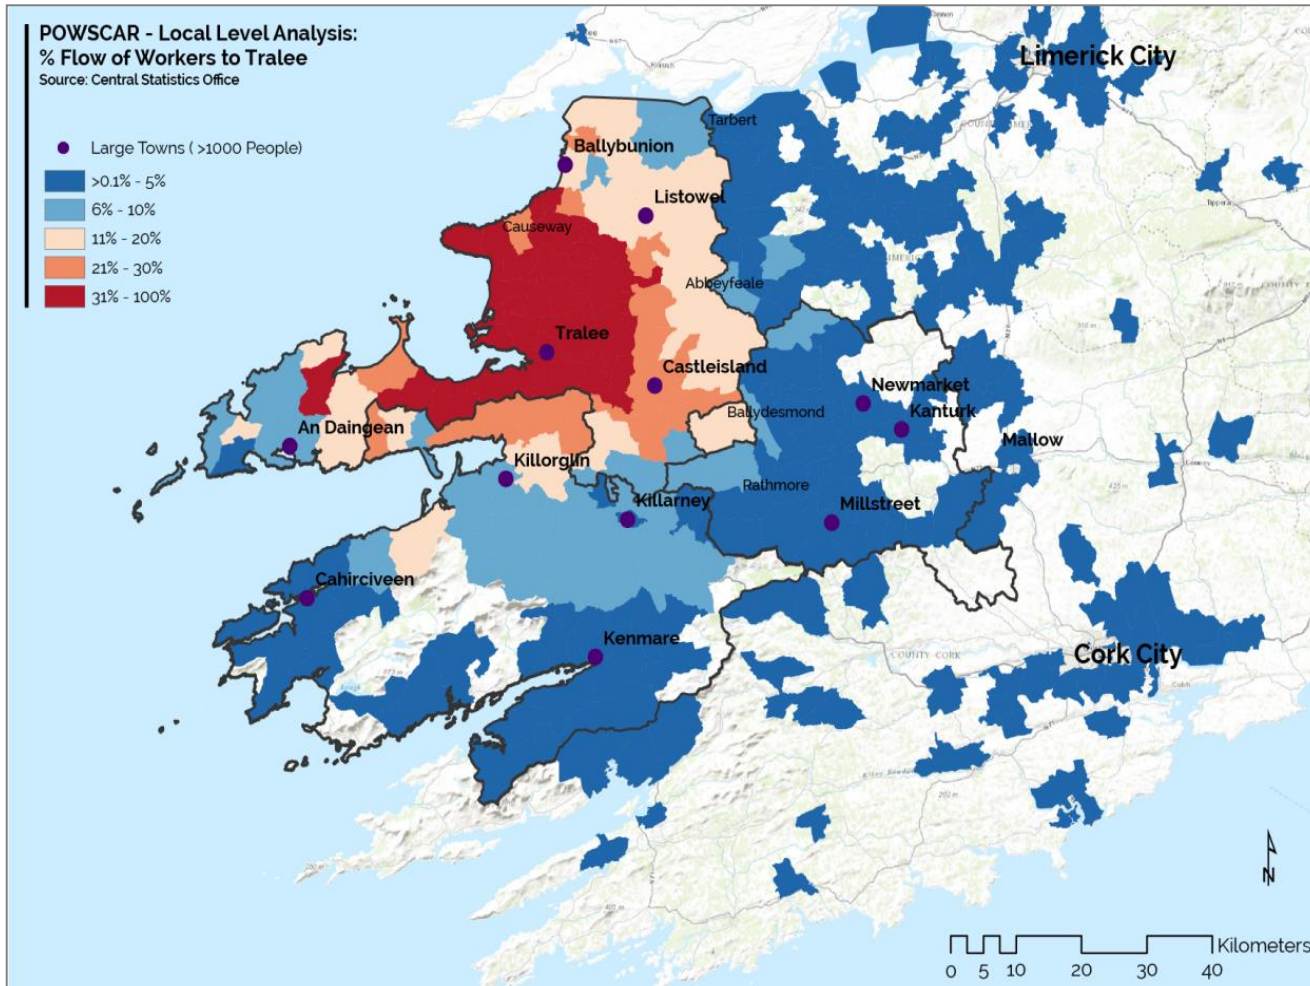 POWSCAR - Local Level Analysis:
% Flow of Workers to Tralee
Source: Central Statistics Office
Large Towns ( >1000 People)
>0.1% - 5%
6% - 10%
11% - 20%
21% - 30%
31% - 100%
Limerick City
Tarbert
Ballybunion
Listowel
Causeway
Abbeyfeale
Tralee
Castleisland
Newmarket
Ballydesmond
Kanturk
An Daingean
Mallow
Killorglin
Rathmore
Killarney
Millstreet
Cahirciveen
Kenmare
COUNTY CORK
Cork City
N
Kilometers
0 5 10 20 30 40